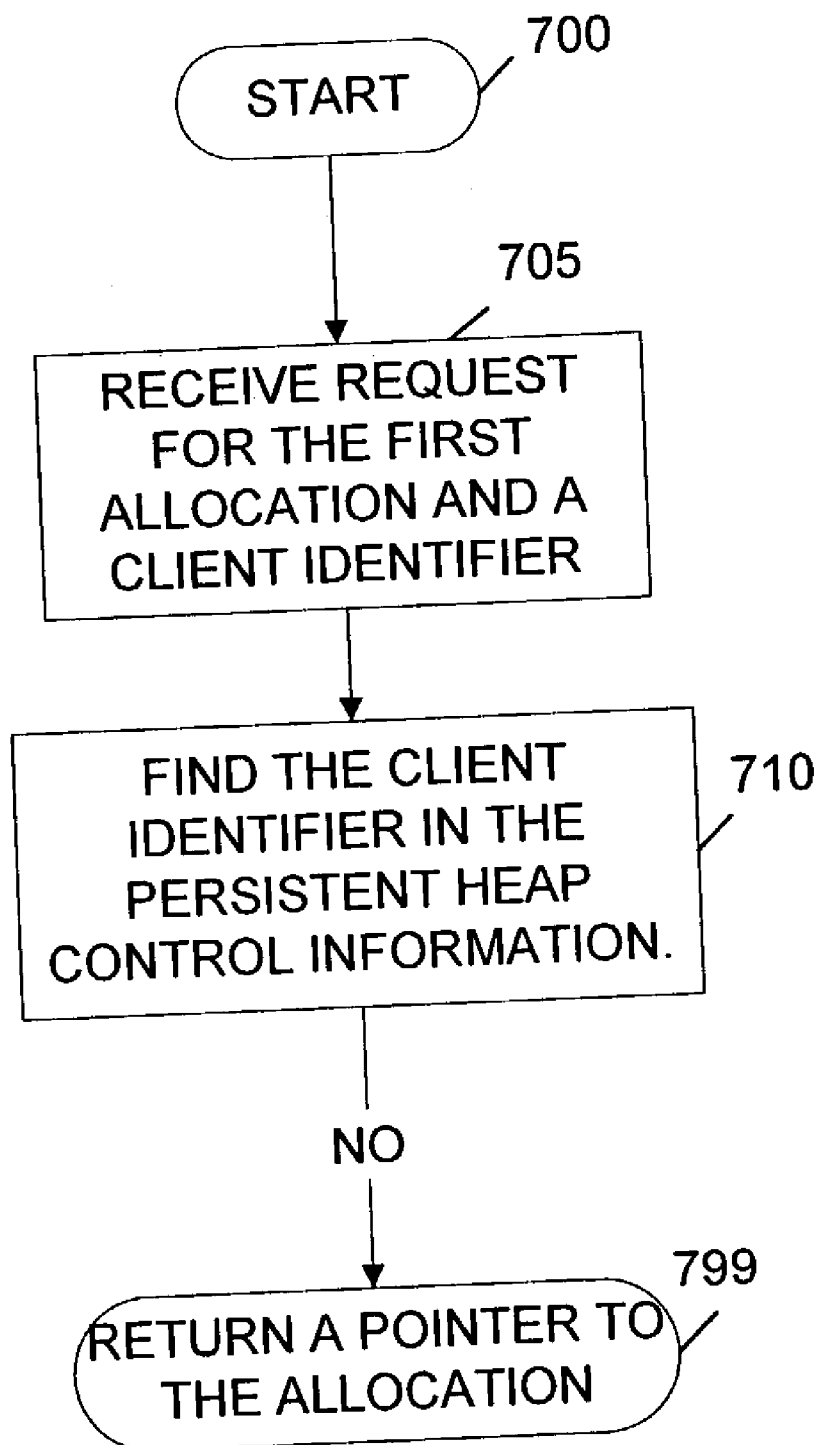 700
START
705
RECEIVE REQUEST
FOR THE FIRST
ALLOCATION AND A
CLIENT IDENTIFIER
FIND THE CLIENT
IDENTIFIER IN THE
PERSISTENT HEAP
CONTROL INFORMATION.
710
NO
799
RETURN A POINTER TO
THE ALLOCATION